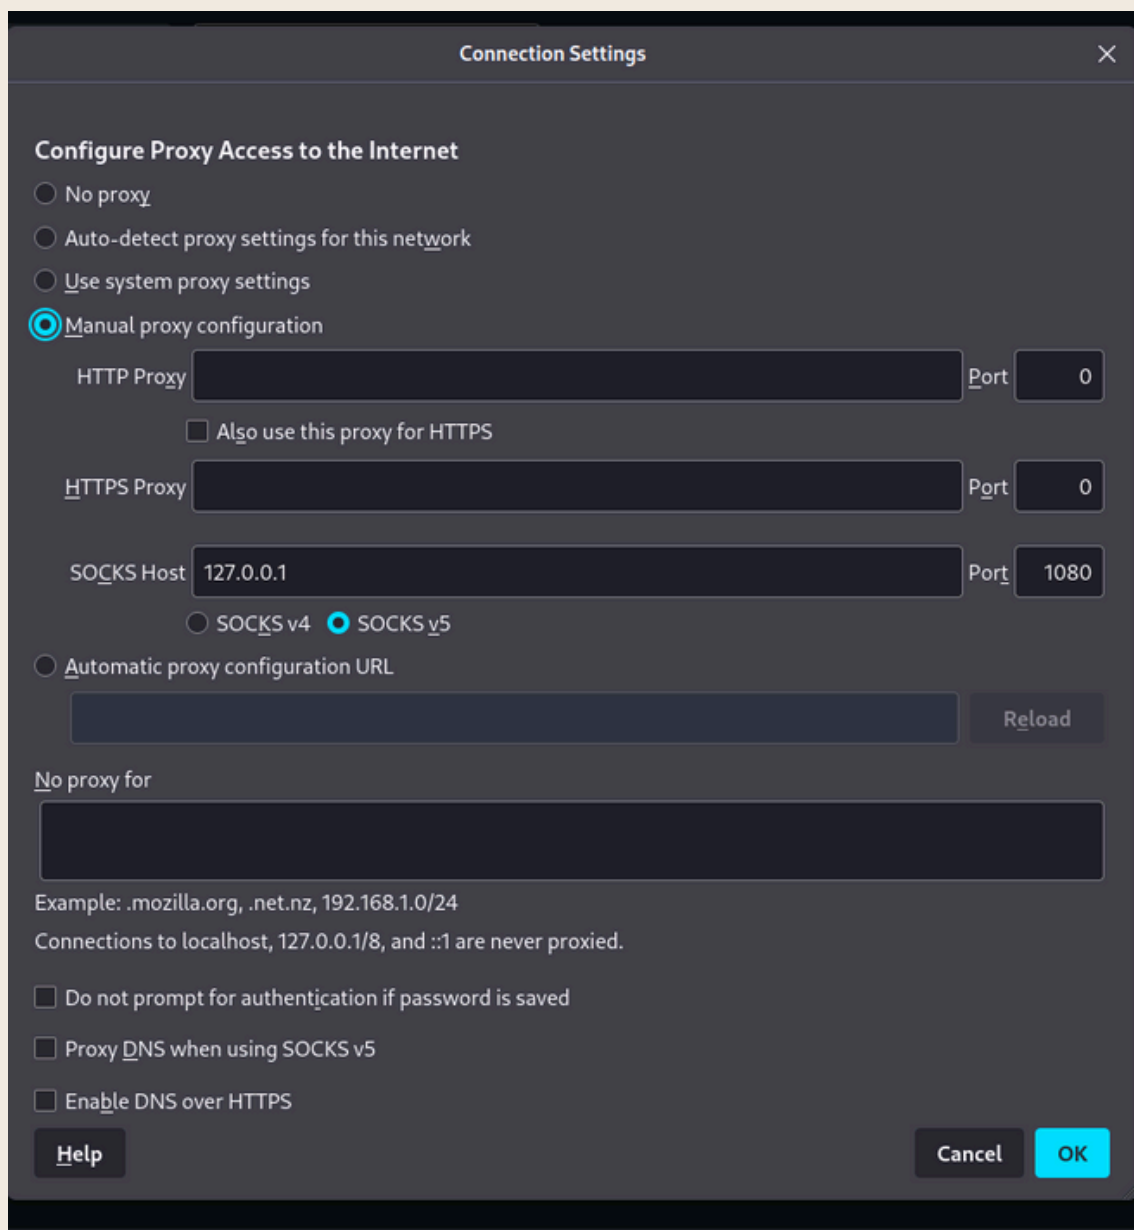 Connection Settings
Configure Proxy Access to the Internet
No proxy
Auto-detect proxy settings for this network
Use system proxy settings
Manual proxy configuration
HTTP Proxy Port 0
Also use this proxy for HTTPS
HTTPS Proxy Port 0
SOCKS Host 127.0.0.1 Port 1080
SOCKS v4 SOCKS v5
Automatic proxy configuration URL
Reload
No proxy for
Example: .mozilla.org, .net.nz, 192.168.1.0/24
Connections to localhost, 127.0.0.1/8, and ::1 are never proxied.
Do not prompt for authentication if password is saved
Proxy DNS when using SOCKS v5
Enable DNS over HTTPS
Help Cancel OK